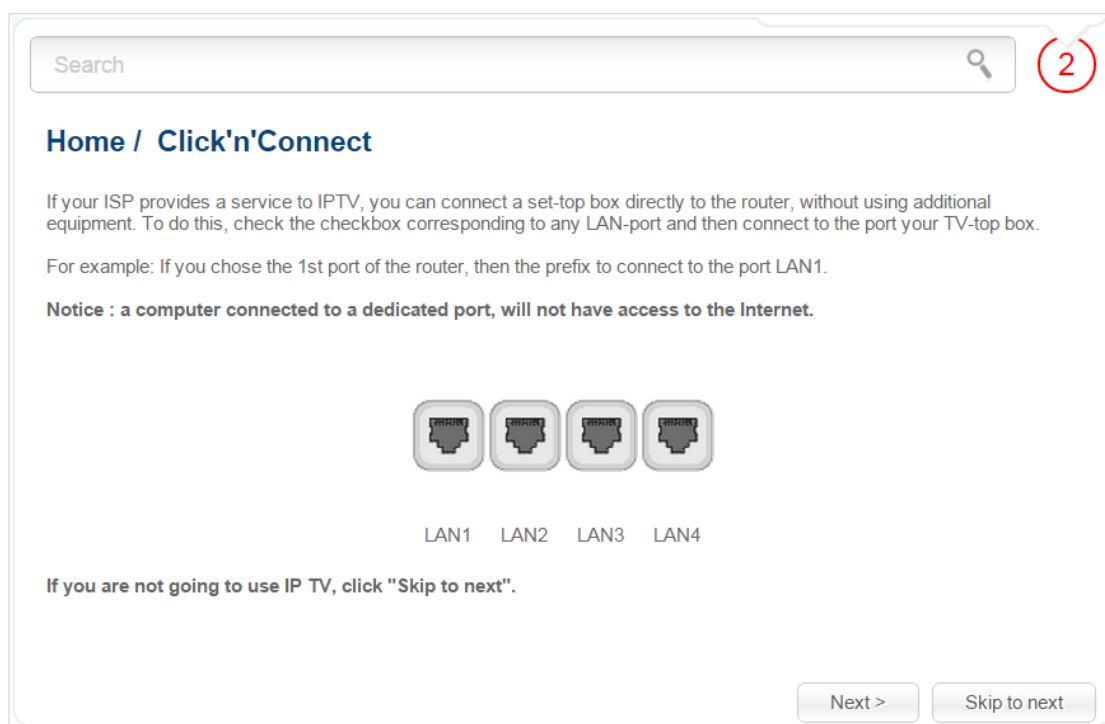 Search
2
Home / Click'n'Connect
If your ISP provides a service to IPTV, you can connect a set-top box directly to the router, without using additional
equipment. To do this, check the checkbox corresponding to any LAN-port and then connect to the port your TV-top box.
For example: If you chose the 1st port of the router, then the prefix to connect to the port LAN1.
Notice : a computer connected to a dedicated port, will not have access to the Internet.
LAN1 LAN2 LAN3 LAN4
If you are not going to use IP TV, click "Skip to next".
Next > Skip to next